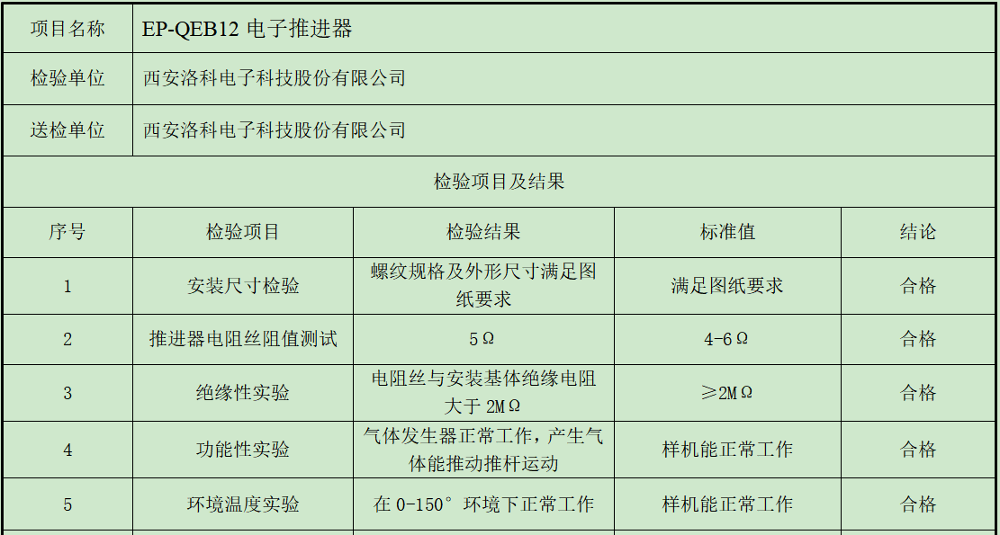 项目名称 EP-QEB12 电子推进器
检验单位 西安洛科电子科技股份有限公司
送检单位 西安洛科电子科技股份有限公司
检验项目及结果
序号 检验项目 检验结果 标准值 结论
1 安装尺寸检验 螺纹规格及外形尺寸满足图
纸要求 满足图纸要求 合格
2 推进器电阻丝阻值测试 5Ω 4-6Ω 合格
3 绝缘性实验 电阻丝与安装基体绝缘电阻
大于 2MΩ ≥2MΩ 合格
4 功能性实验 气体发生器正常工作，产生气
体能推动推杆运动 样机能正常工作 合格
5 环境温度实验 在 0-150°环境下正常工作 样机能正常工作 合格